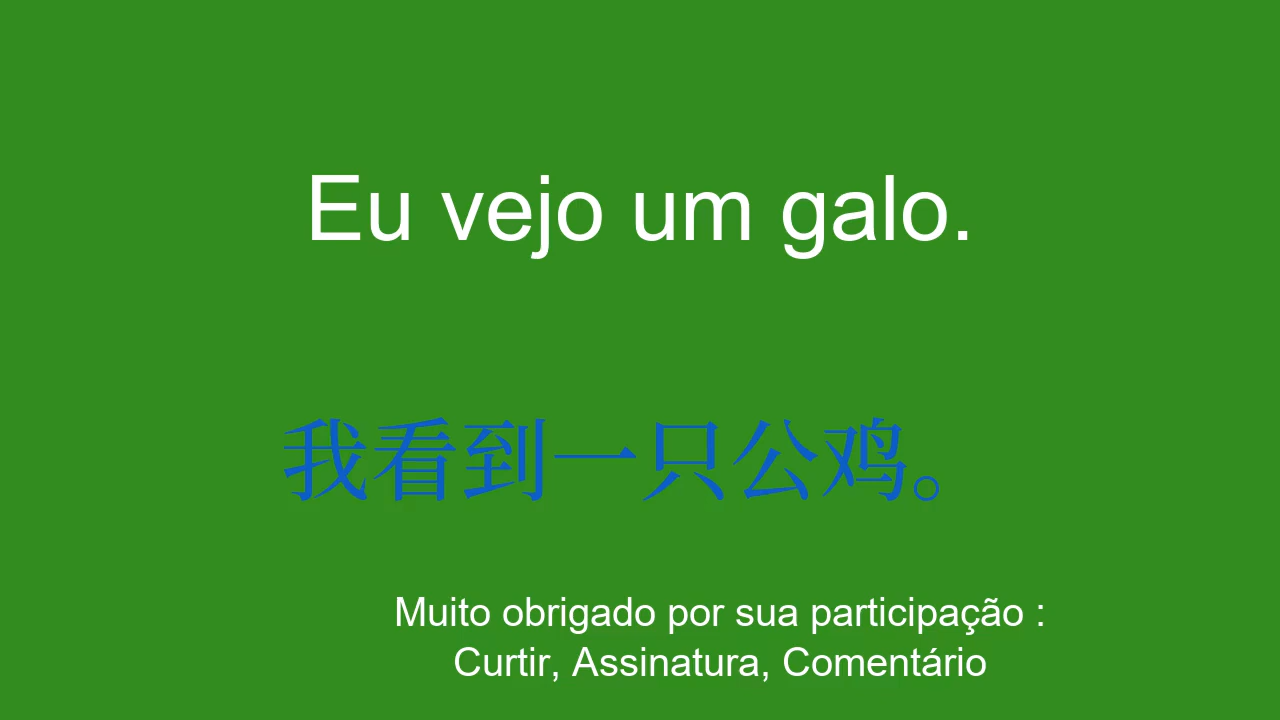 Eu vejo um galo.
我看到一只公鸡。
Muito obrigado por sua participação :
Curtir, Assinatura, Comentário